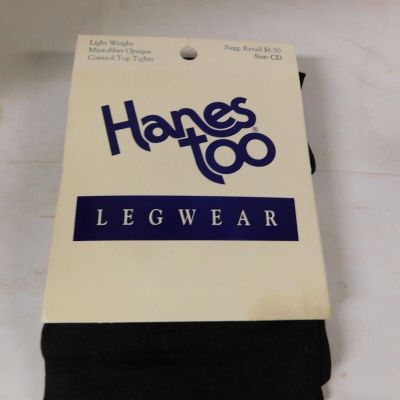 Light Weight
Microfiber Opaque
Control Top Tights
Sugg. Retail $6.50
Size: CD
Hanes
too®
LEGWEAR